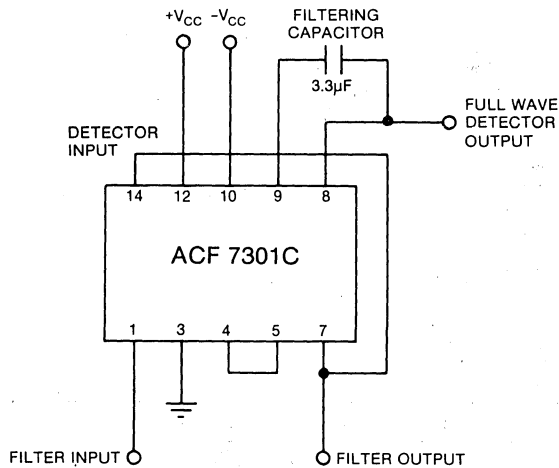 +VCC –VCC
FILTERING
CAPACITOR
3.3µF
FULL WAVE
DETECTOR
OUTPUT
DETECTOR
INPUT
14 12 10 9 8
ACF 7301C
1 3 4 5 7
FILTER INPUT
FILTER OUTPUT